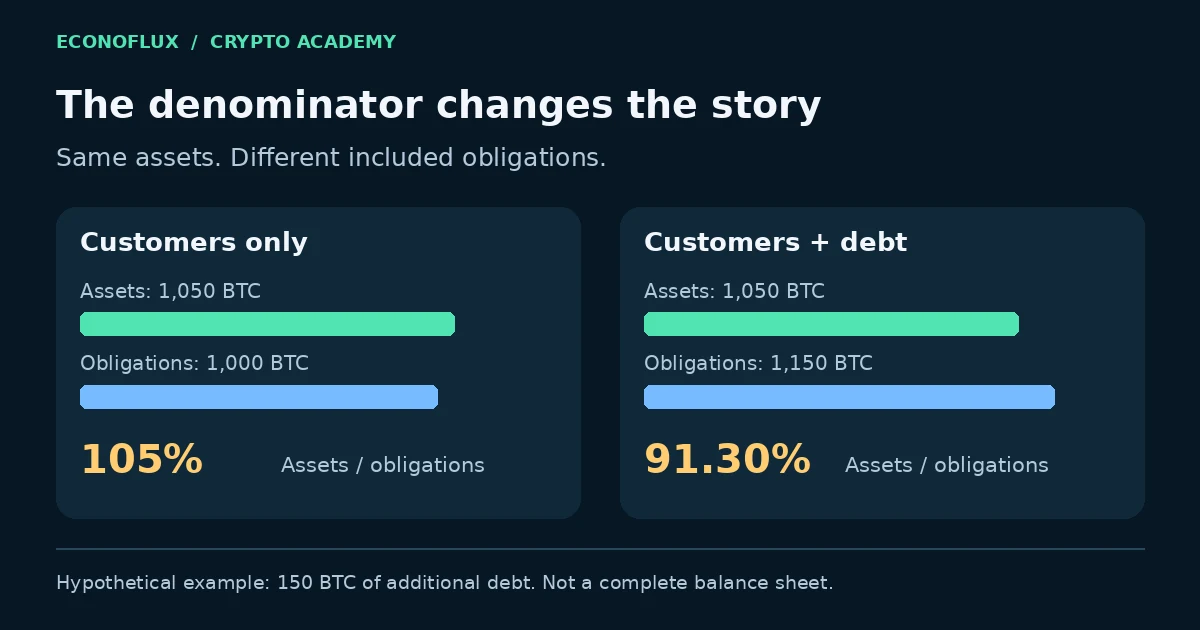 ECONOFLUX / CRYPTO ACADEMY
The denominator changes the story
Same assets. Different included obligations.
Customers only
Assets: 1,050 BTC
Obligations: 1,000 BTC
105% Assets / obligations
Customers + debt
Assets: 1,050 BTC
Obligations: 1,150 BTC
91.30% Assets / obligations
Hypothetical example: 150 BTC of additional debt. Not a complete balance sheet.